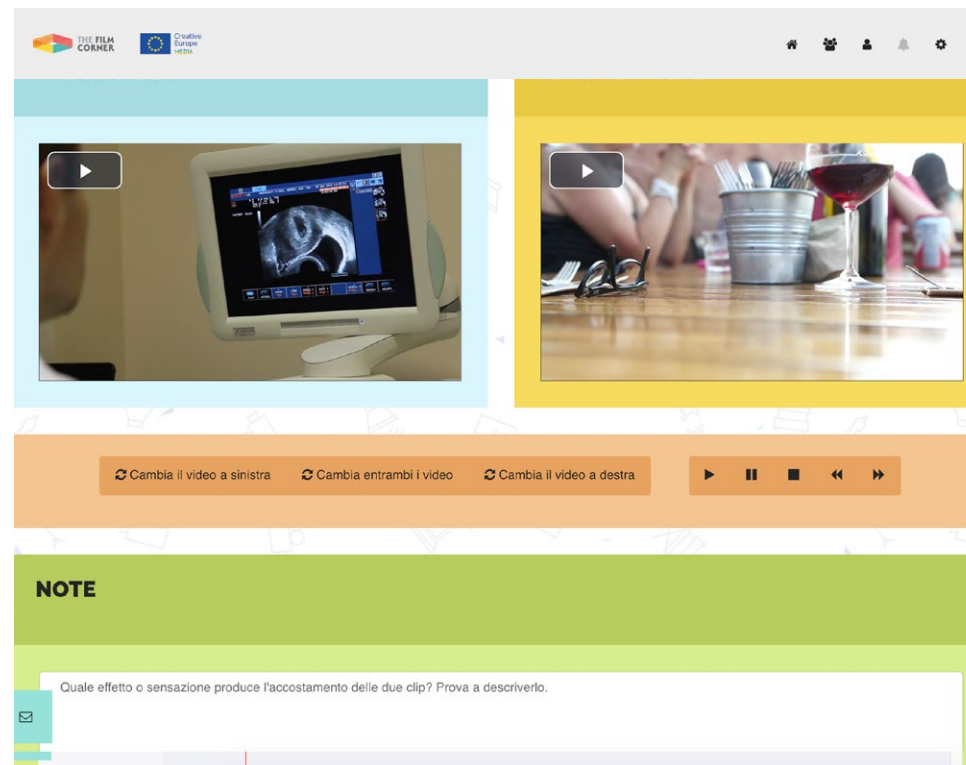 THE FILM
CORNER
Creative
Europe
MEDIA
Cambia il video a sinistra
Cambia entrambi i video
Cambia il video a destra
NOTE
Quale effetto o sensazione produce l'accostamento delle due clip? Prova a descriverlo.